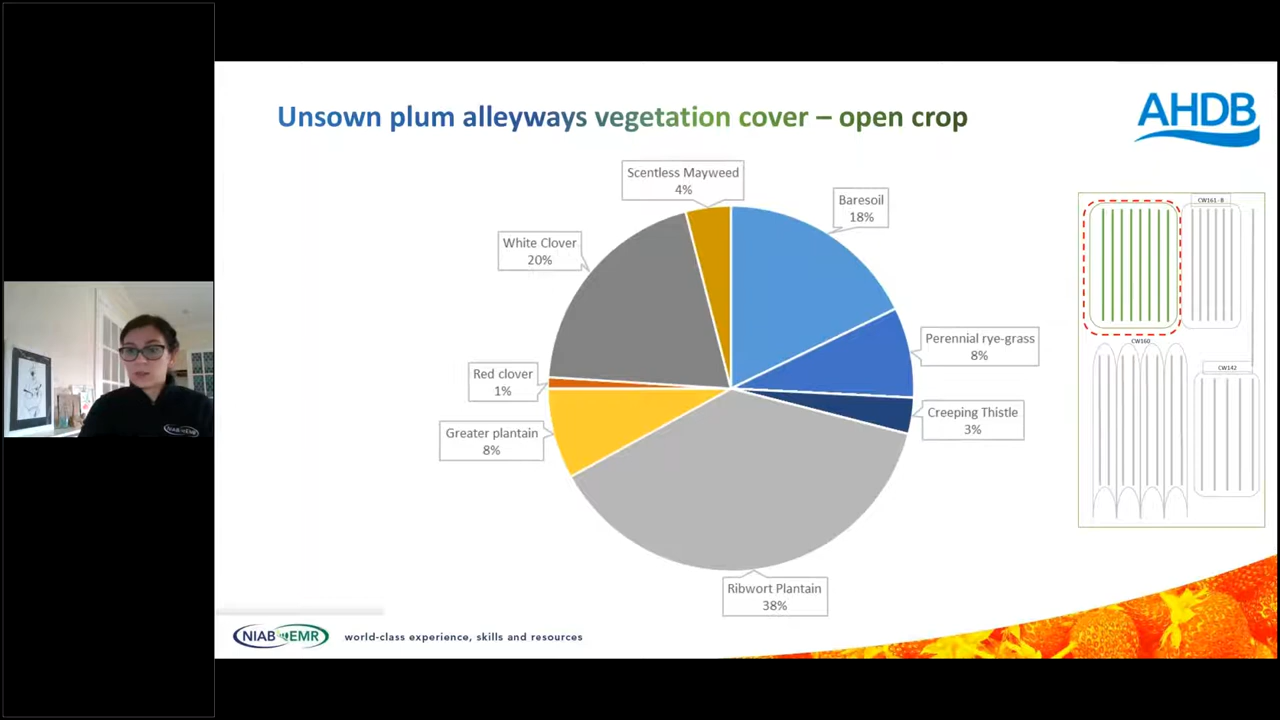 Unsown plum alleyways vegetation cover – open crop
AHDB
Scentless Mayweed
4%
Baresoil
18%
White Clover
20%
Perennial rye-grass
8%
Red clover
1%
Creeping Thistle
3%
Greater plantain
8%
Ribwort Plantain
38%
CW161-B
CW160
CW142
NIAB EMR
world-class experience, skills and resources
NIAB EMR